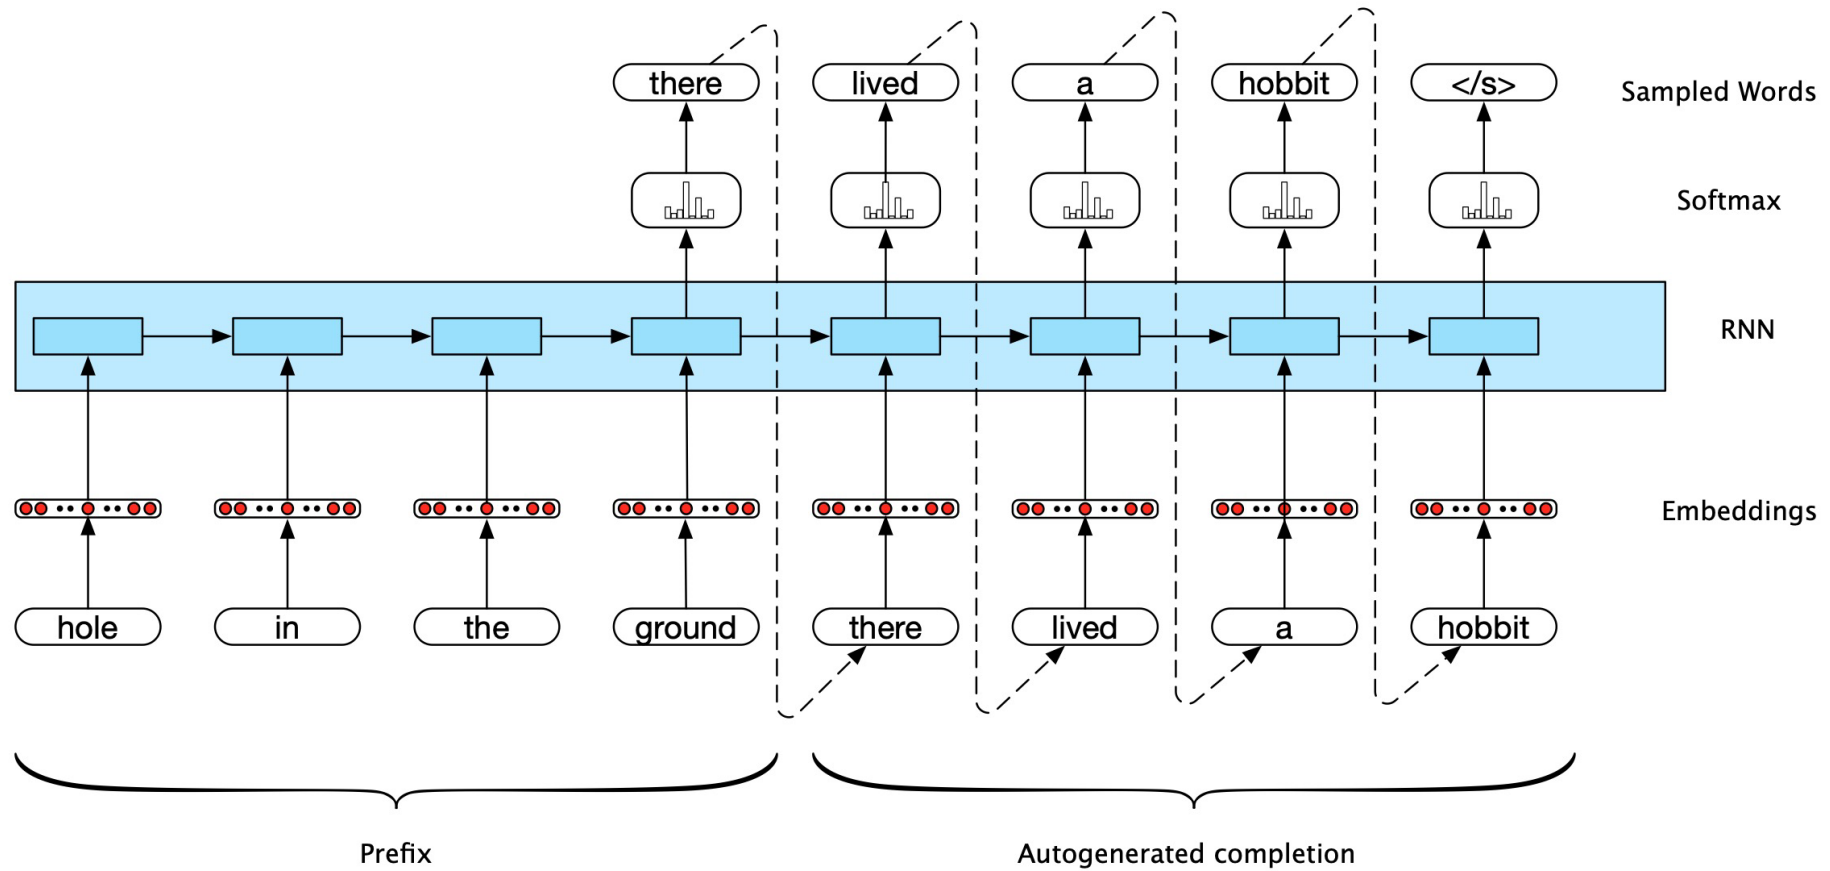 there lived a hobbit </s> Sampled Words
Softmax
RNN
Embeddings
hole in the ground there lived a hobbit
Prefix Autogenerated completion